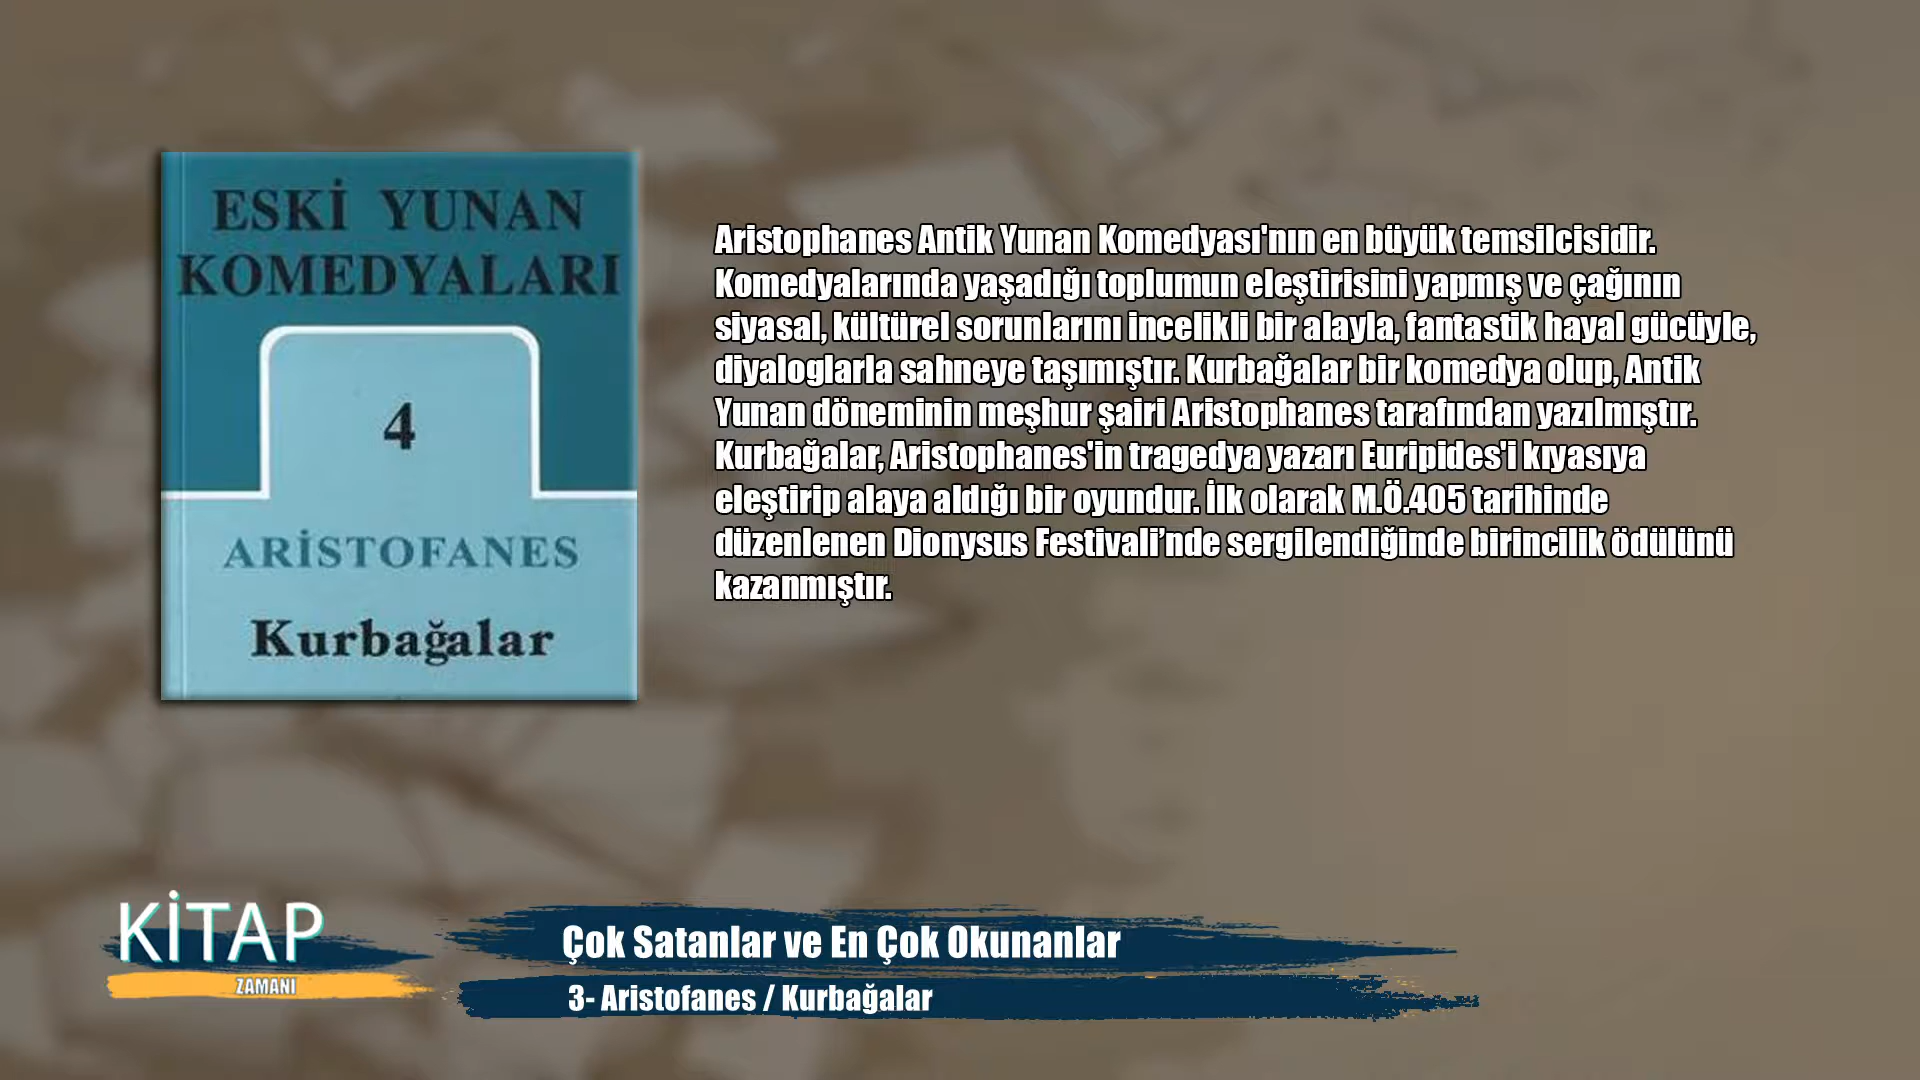 ESKİ YUNAN
KOMEDYALARI
4
ARİSTOFANES
Kurbağalar
Aristophanes Antik Yunan Komedyası'nın en büyük temsilcisidir.
Komedyalarında yaşadığı toplumun eleştirisini yapmış ve çağının
siyasal, kültürel sorunlarını incelikli bir alayla, fantastik hayal gücüyle,
diyaloglarla sahneye taşımıştır. Kurbağalar bir komedya olup, Antik
Yunan döneminin meşhur şairi Aristophanes tarafından yazılmıştır.
Kurbağalar, Aristophanes'in tragedya yazarı Euripides'i kıyasıya
eleştirip alaya aldığı bir oyundur. İlk olarak M.Ö.405 tarihinde
düzenlenen Dionysus Festivali’nde sergilendiğinde birincilik ödülünü
kazanmıştır.
KİTAP
ZAMANI
Çok Satanlar ve En Çok Okunanlar
3- Aristofanes / Kurbağalar